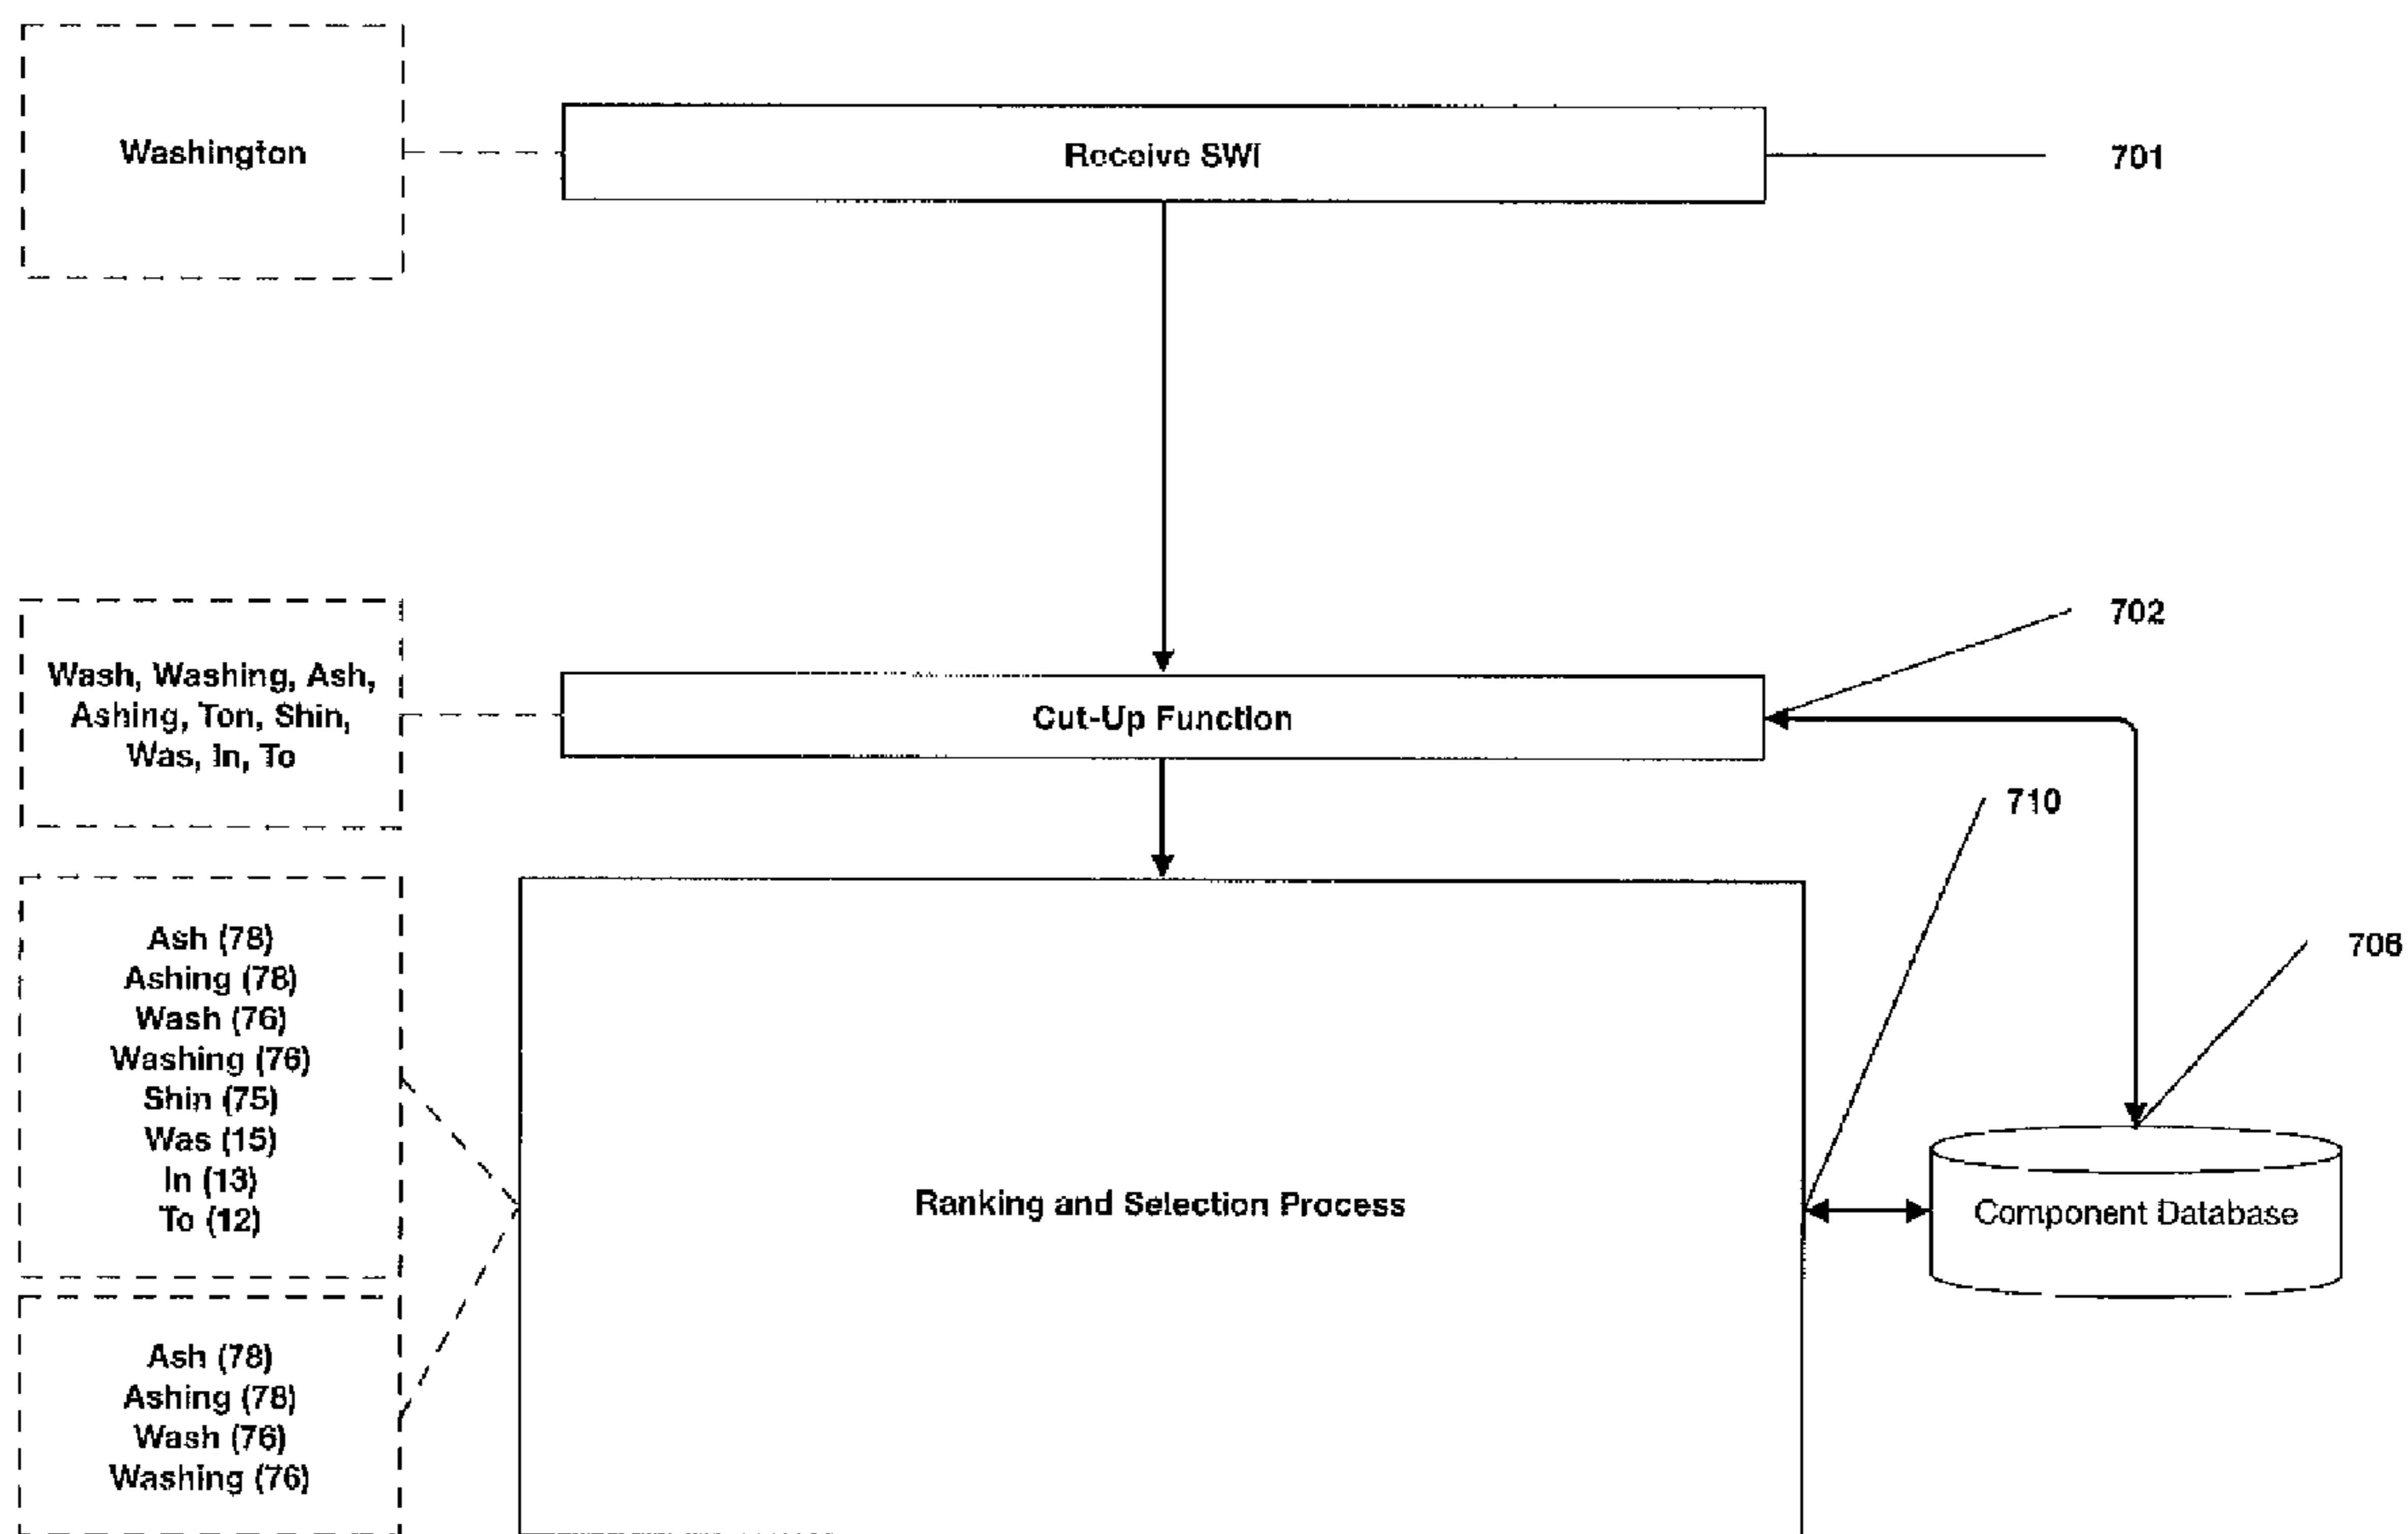 Washington
Receive SWI
701
702
Wash, Washing, Ash,
Ashing, Ton, Shin,
Was, In, To
Cut-Up Function
710
706
Ash (78)
Ashing (78)
Wash (76)
Washing (76)
Shin (75)
Was (15)
In (13)
To (12)
Ranking and Selection Process
Component Database
Ash (78)
Ashing (78)
Wash (76)
Washing (76)